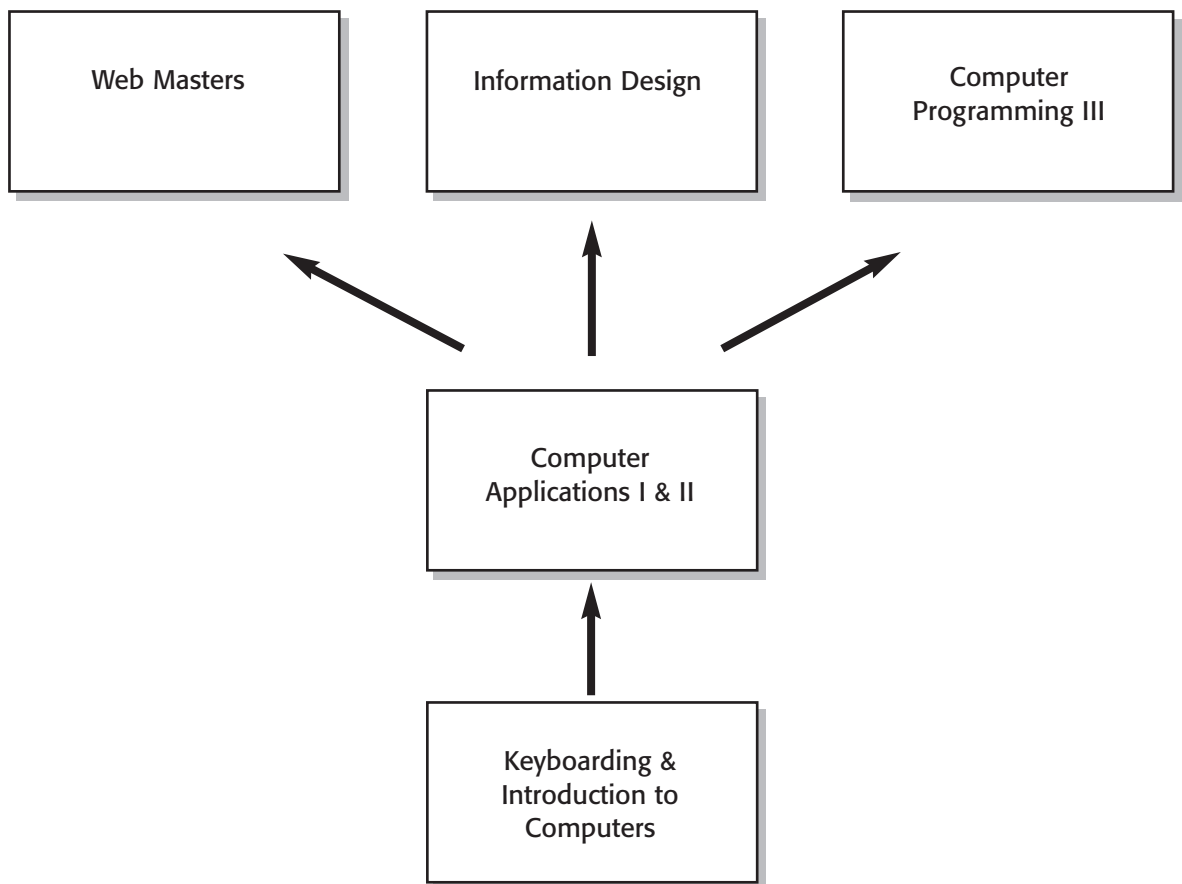 Web Masters
Information Design
Computer
Programming III
Computer
Applications I & II
Keyboarding &
Introduction to
Computers